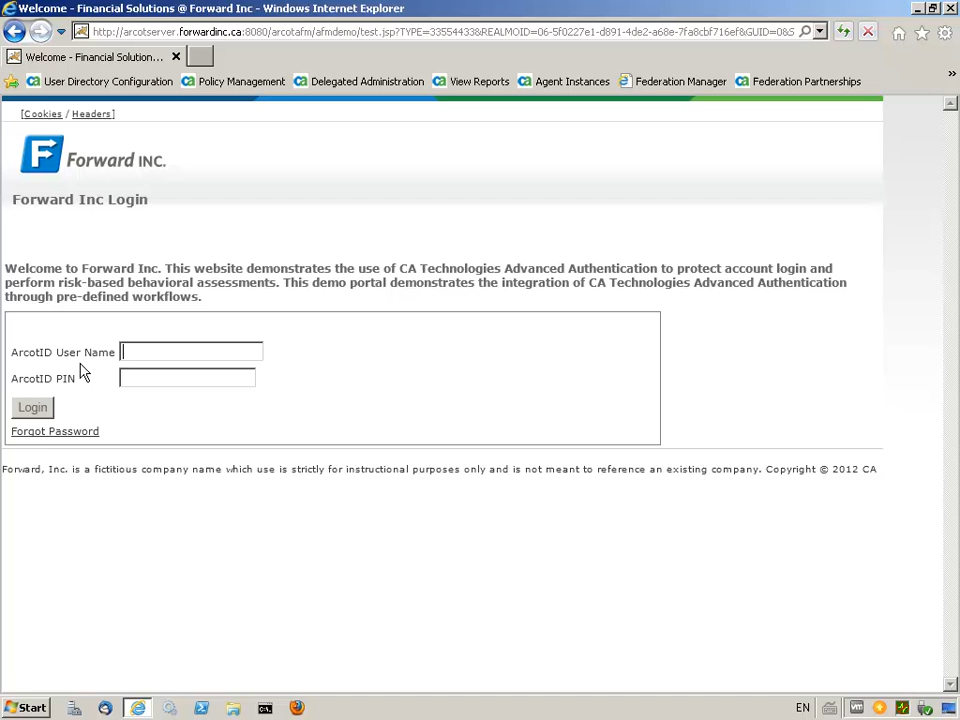 Welcome - Financial Solutions @ Forward Inc - Windows Internet Explorer
http://arcotserver.forwardinc.ca:8080/arcotafm/afmdemo/test.jsp?TYPE=33554433&REALMOID=06-5f0227e1-d891-4de2-a68e-7fa8cbf716ef&GUID=0&S
Welcome - Financial Solution...
User Directory Configuration Policy Management Delegated Administration View Reports Agent Instances Federation Manager Federation Partnerships »
[Cookies / Headers]
F Forward INC.
Forward Inc Login
Welcome to Forward Inc. This website demonstrates the use of CA Technologies Advanced Authentication to protect account login and
perform risk-based behavioral assessments. This demo portal demonstrates the integration of CA Technologies Advanced Authentication
through pre-defined workflows.
ArcotID User Name
ArcotID PIN
Login
Forgot Password
Forward, Inc. is a fictitious company name which use is strictly for instructional purposes only and is not meant to reference an existing company. Copyright © 2012 CA
Start EN